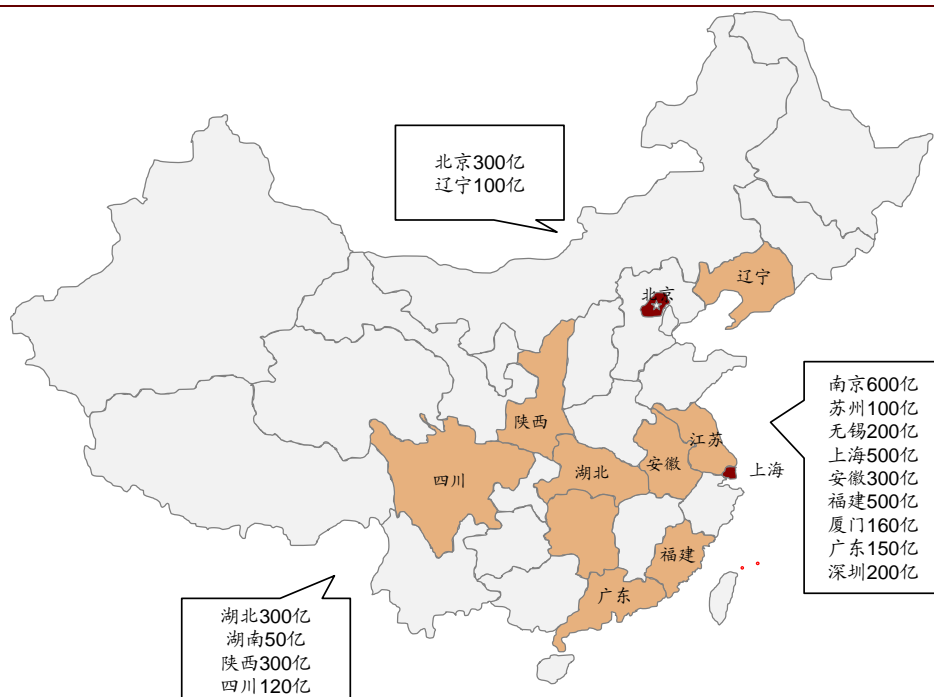 北京300亿
辽宁100亿
辽宁
北京
南京600亿
苏州100亿
无锡200亿
上海500亿
安徽300亿
福建500亿
厦门160亿
广东150亿
深圳200亿
陕西
江苏
安徽
湖北
四川
上海
福建
广东
湖北300亿
湖南50亿
陕西300亿
四川120亿